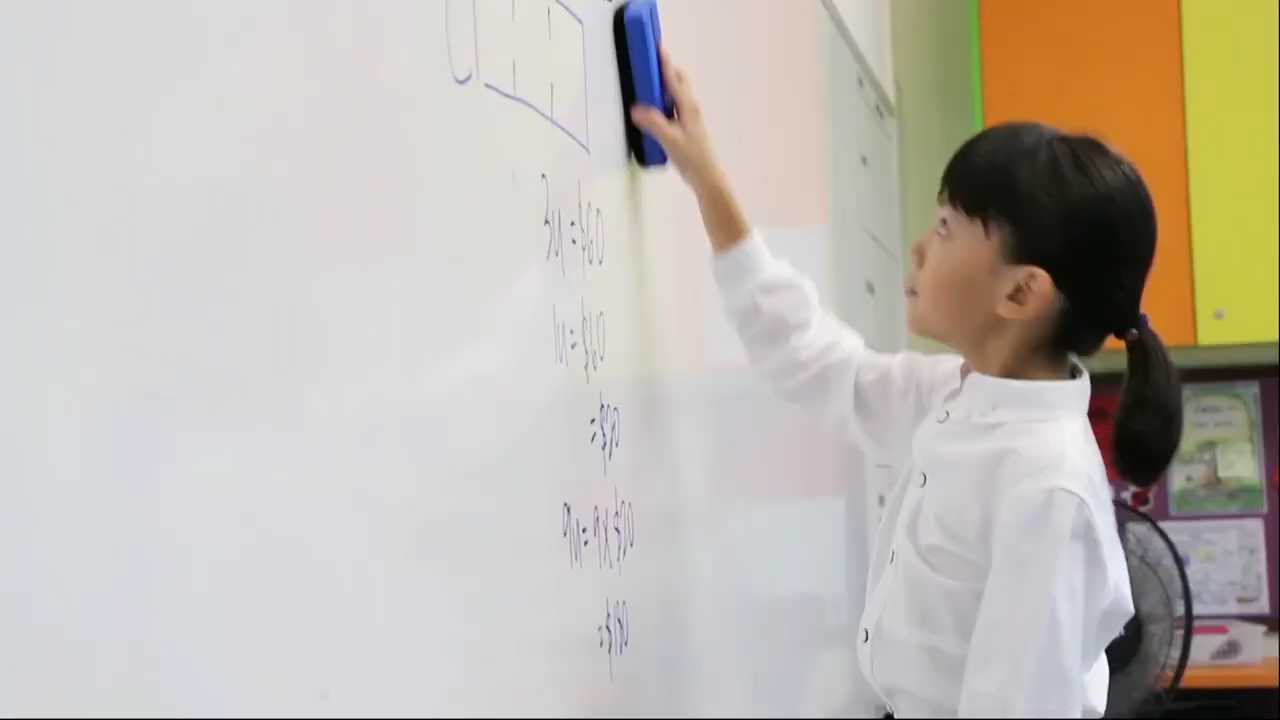 3u = $60
1u = $60
= $20
9u = 9 x $20
= $180